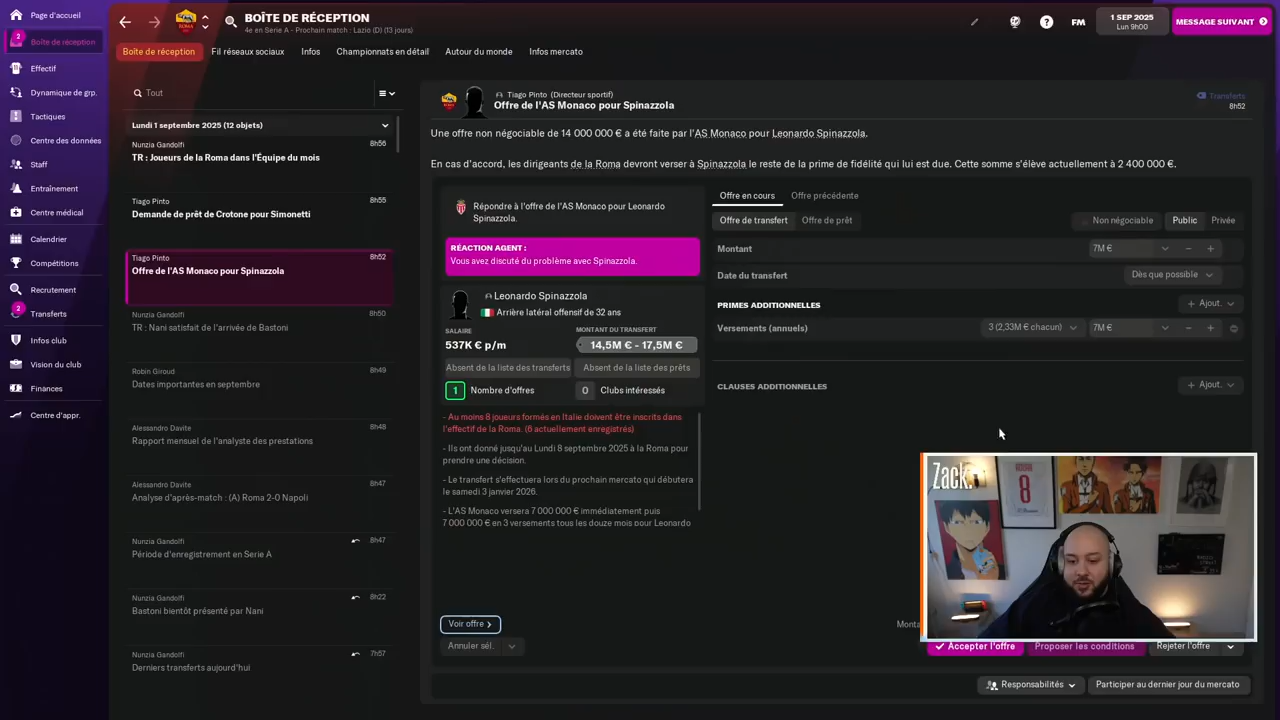 Page d'accueil
2
Boîte de réception
Effectif
Dynamique de grp.
Tactiques
Centre des données
Staff
Entraînement
Centre médical
Calendrier
Compétitions
Recrutement
2
Transferts
Infos club
Vision du club
Finances
Centre d'appr.
BOÎTE DE RÉCEPTION
4e en Serie A - Prochain match : Lazio (D) (13 jours)
FM
1 SEP 2025
Lun 9h00
MESSAGE SUIVANT
Boîte de réception
Fil réseaux sociaux
Infos
Championnats en détail
Autour du monde
Infos mercato
Tout
Lundi 1 septembre 2025 (12 objets)
Nunzia Gandolfi
8h56
TR : Joueurs de la Roma dans l'Équipe du mois
Tiago Pinto
8h55
Demande de prêt de Crotone pour Simonetti
Tiago Pinto
8h52
Offre de l'AS Monaco pour Spinazzola
Nunzia Gandolfi
8h50
TR : Nani satisfait de l'arrivée de Bastoni
Robin Giroud
8h49
Dates importantes en septembre
Alessandro Davite
8h48
Rapport mensuel de l'analyste des prestations
Alessandro Davite
8h47
Analyse d'après-match : (A) Roma 2-0 Napoli
Nunzia Gandolfi
8h47
Période d'enregistrement en Serie A
Nunzia Gandolfi
8h22
Bastoni bientôt présenté par Nani
Nunzia Gandolfi
7h57
Derniers transferts aujourd'hui
Tiago Pinto (Directeur sportif)
Offre de l'AS Monaco pour Spinazzola
Transferts
8h52
Une offre non négociable de 14 000 000 € a été faite par l'AS Monaco pour Leonardo Spinazzola.
En cas d'accord, les dirigeants de la Roma devront verser à Spinazzola le reste de la prime de fidélité qui lui est due. Cette somme s'élève actuellement à 2 400 000 €.
Répondre à l'offre de l'AS Monaco pour Leonardo
Spinazzola.
RÉACTION AGENT :
Vous avez discuté du problème avec Spinazzola.
Leonardo Spinazzola
Arrière latéral offensif de 32 ans
SALAIRE
537K € p/m
MONTANT DU TRANSFERT
14,5M € - 17,5M €
Absent de la liste des transferts
Absent de la liste des prêts
1
Nombre d'offres
0
Clubs intéressés
- Au moins 8 joueurs formés en Italie doivent être inscrits dans
l'effectif de la Roma. (6 actuellement enregistrés)
- Ils ont donné jusqu'au Lundi 8 septembre 2025 à la Roma pour
prendre une décision.
- Le transfert s'effectuera lors du prochain mercato qui débutera
le samedi 3 janvier 2026.
- L'AS Monaco versera 7 000 000 € immédiatement puis
7 000 000 € en 3 versements tous les douze mois pour Leonardo
Voir offre
Annuler sél.
Offre en cours
Offre précédente
Offre de transfert
Offre de prêt
Non négociable
Public
Privée
Montant
7M €
Date du transfert
Dès que possible
PRIMES ADDITIONNELLES
Ajout.
Versements (annuels)
3 (2,33M € chacun)
7M €
CLAUSES ADDITIONNELLES
Ajout.
Zack.
8
Accepter l'offre
Proposer les conditions
Rejeter l'offre
Responsabilités
Participer au dernier jour du mercato